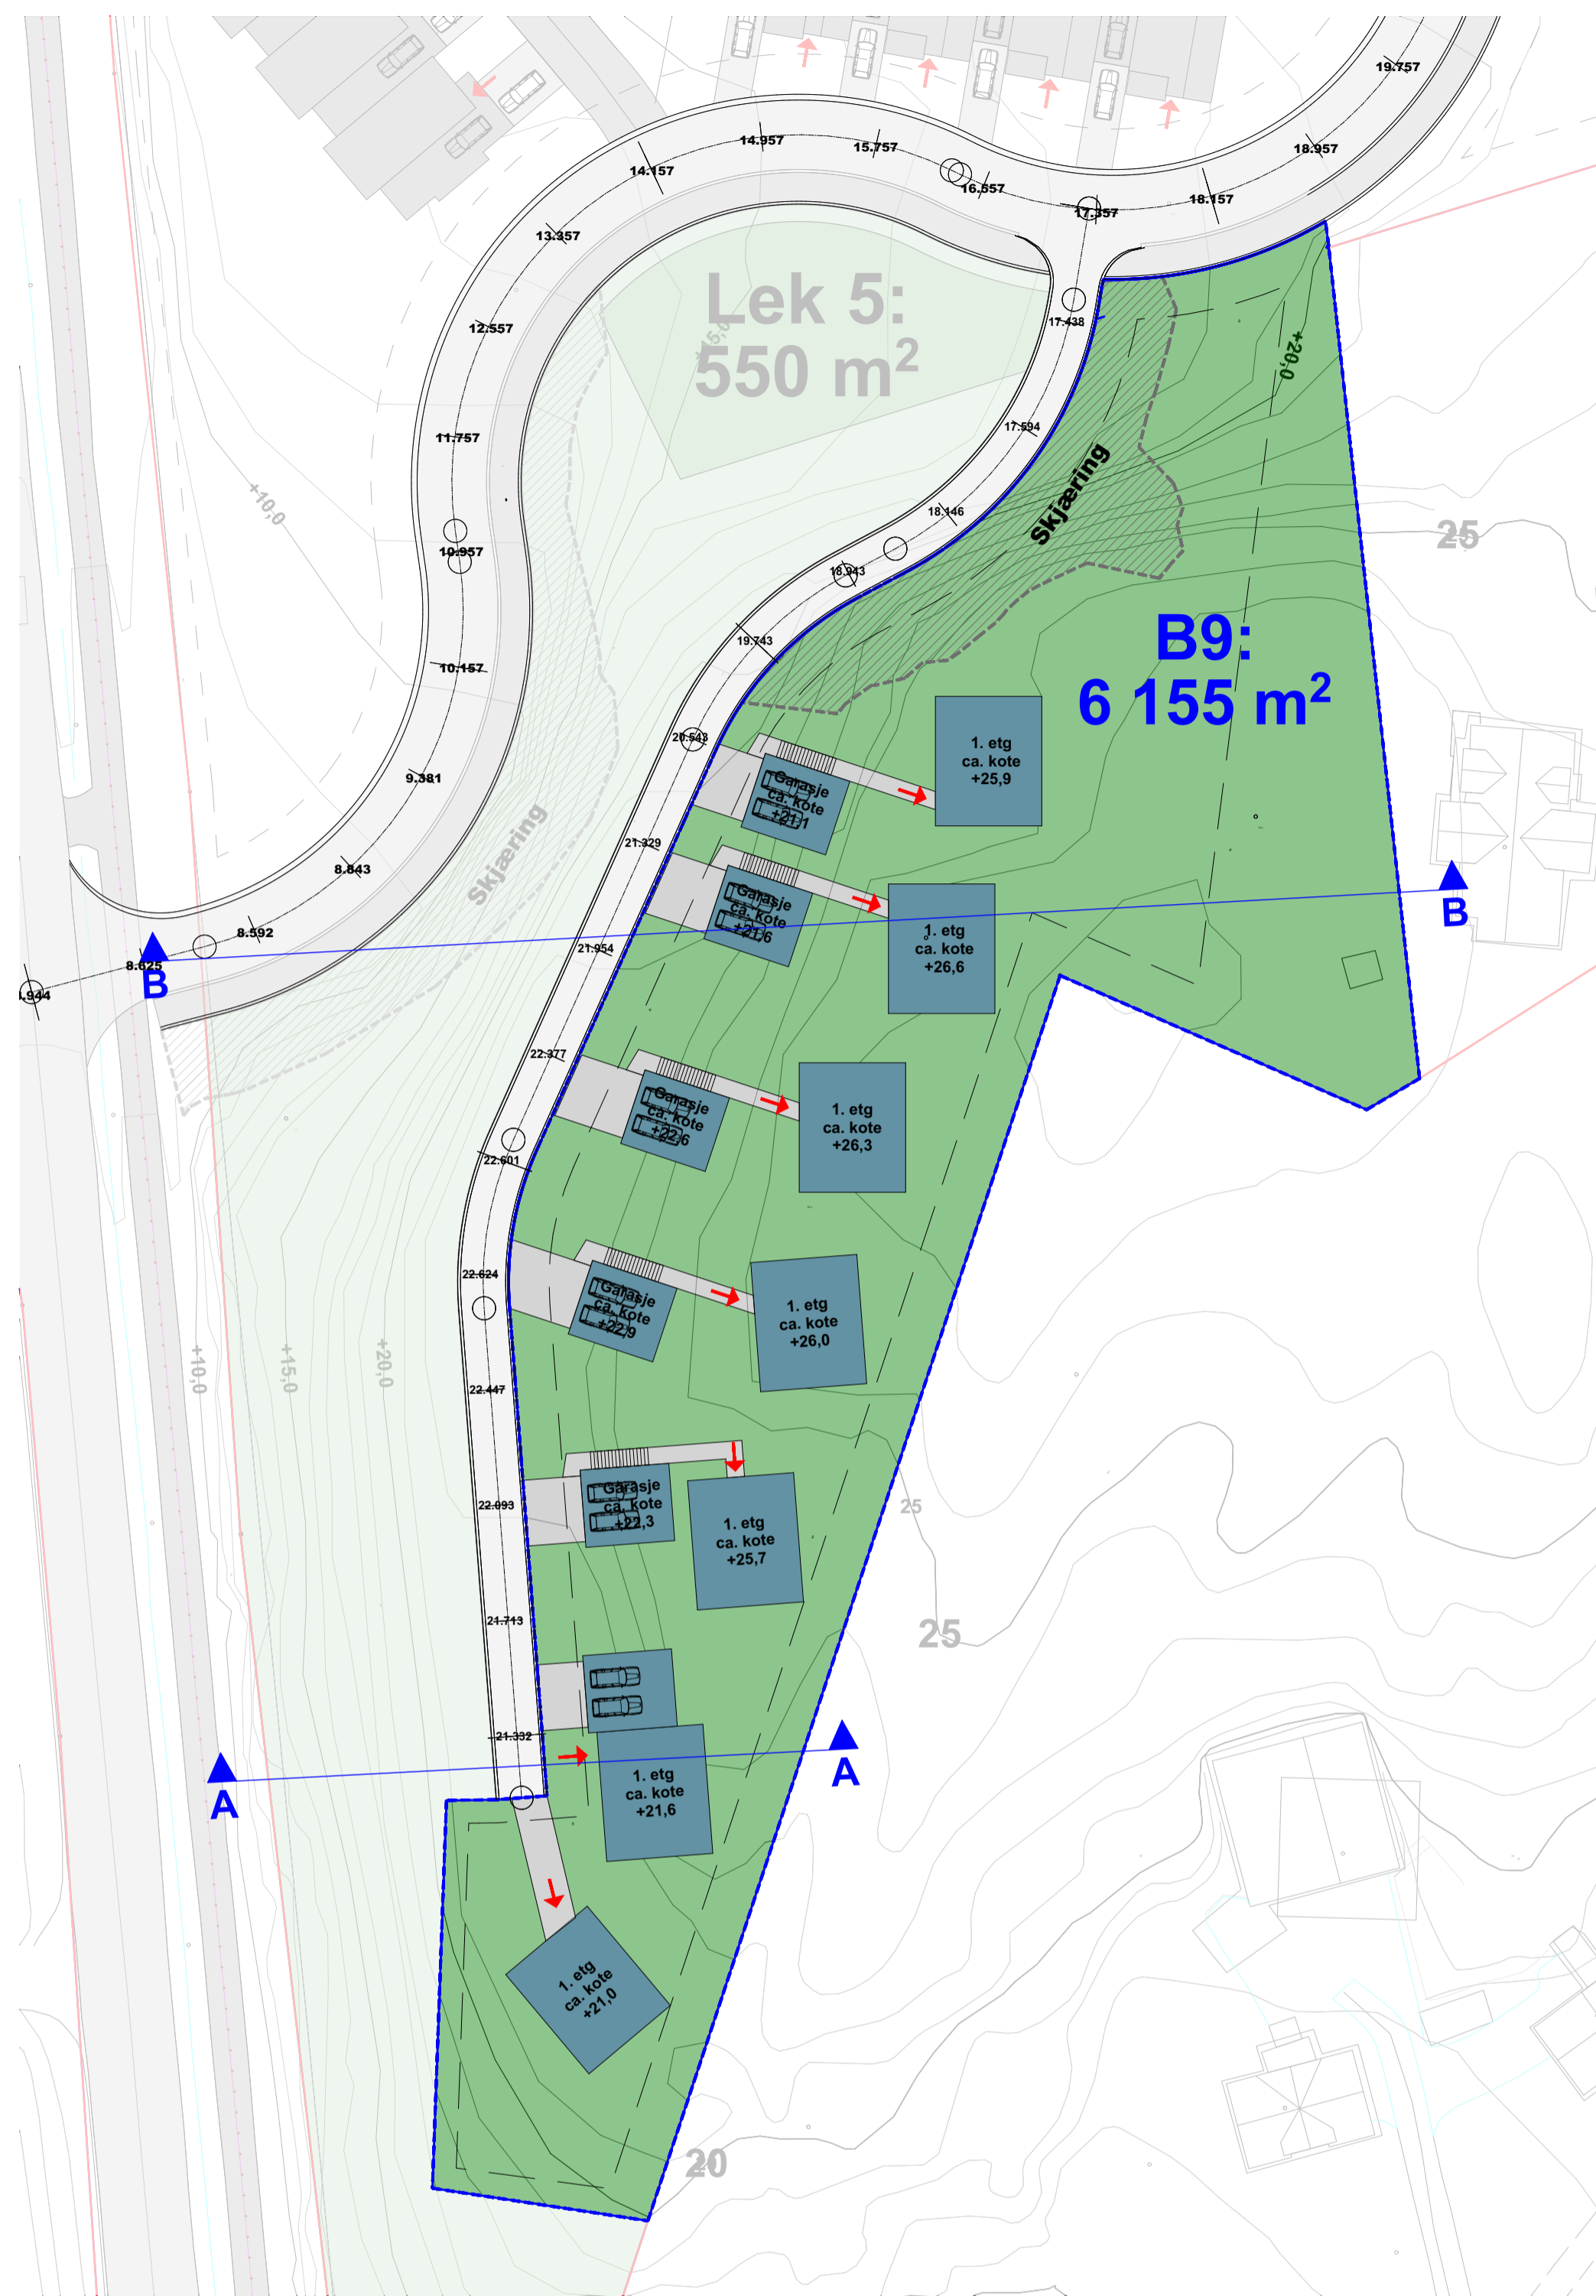 19.757
14.957
15.757
18.957
14.157
16.557
18.157
17.357
13.357
Lek 5:
550 m²
+15,0
12.557
17.438
+20,0
11.757
17.594
+10,0
Skjæring
18.146
25
10.957
18.943
B9:
6 155 m²
10.157
19.743
20.543
1. etg
ca. kote
+25,9
Garasje
ca. kote
+21,1
9.381
21.329
Skjæring
8.843
Garasje
ca. kote
+21,6
8.592
21.954
1. etg
ca. kote
+26,6
B
8.625
B
22.377
Garasje
ca. kote
+22,6
1. etg
ca. kote
+26,3
22.601
22.624
Garasje
ca. kote
+22,9
1. etg
ca. kote
+26,0
+10,0
+15,0
+20,0
22.447
22.093
Garasje
ca. kote
+22,3
25
1. etg
ca. kote
+25,7
21.713
25
21.332
A
A
1. etg
ca. kote
+21,6
1. etg
ca. kote
+21,0
20